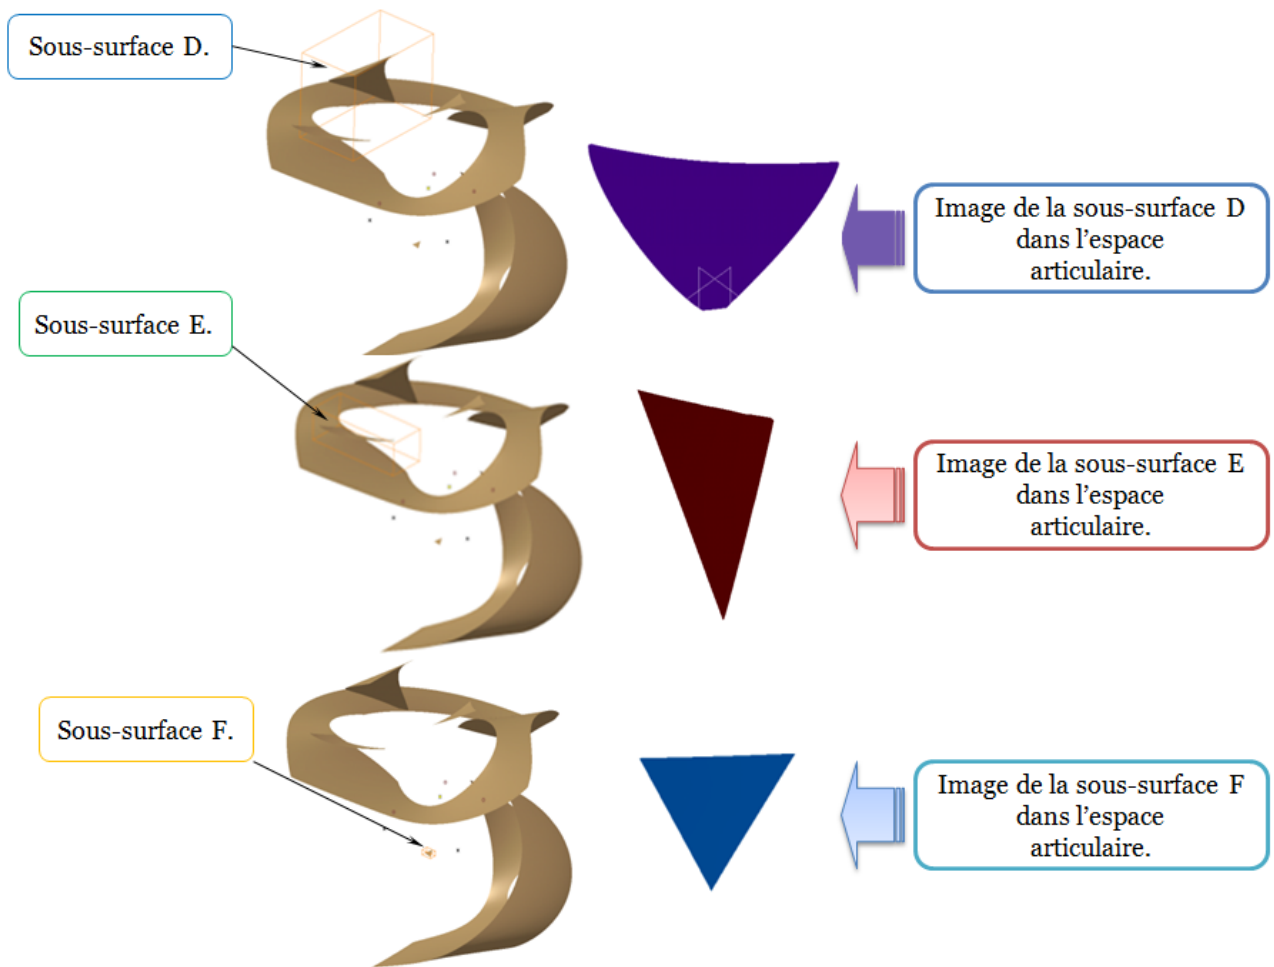 Sous-surface D.
Image de la sous-surface D
dans l’espace
articulaire.
Sous-surface E.
Image de la sous-surface E
dans l’espace
articulaire.
Sous-surface F.
Image de la sous-surface F
dans l’espace
articulaire.